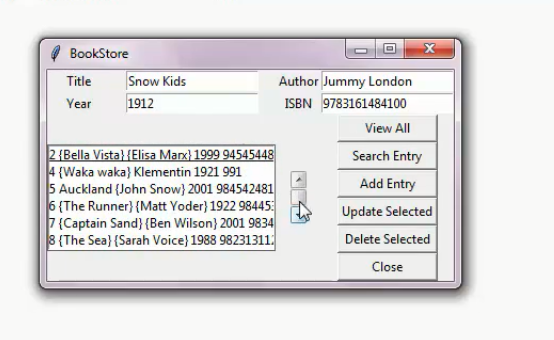 BookStore
Title Snow Kids Author Jummy London
Year 1912 ISBN 9783161484100
View All
2 {Bella Vista} {Elisa Marx} 1999 94545448
Search Entry
4 {Waka waka} Klementin 1921 991
5 Auckland {John Snow} 2001 984542481
Add Entry
6 {The Runner} {Matt Yoder} 1922 98445
Update Selected
7 {Captain Sand} {Ben Wilson} 2001 9834
8 {The Sea} {Sarah Voice} 1988 98231311
Delete Selected
Close